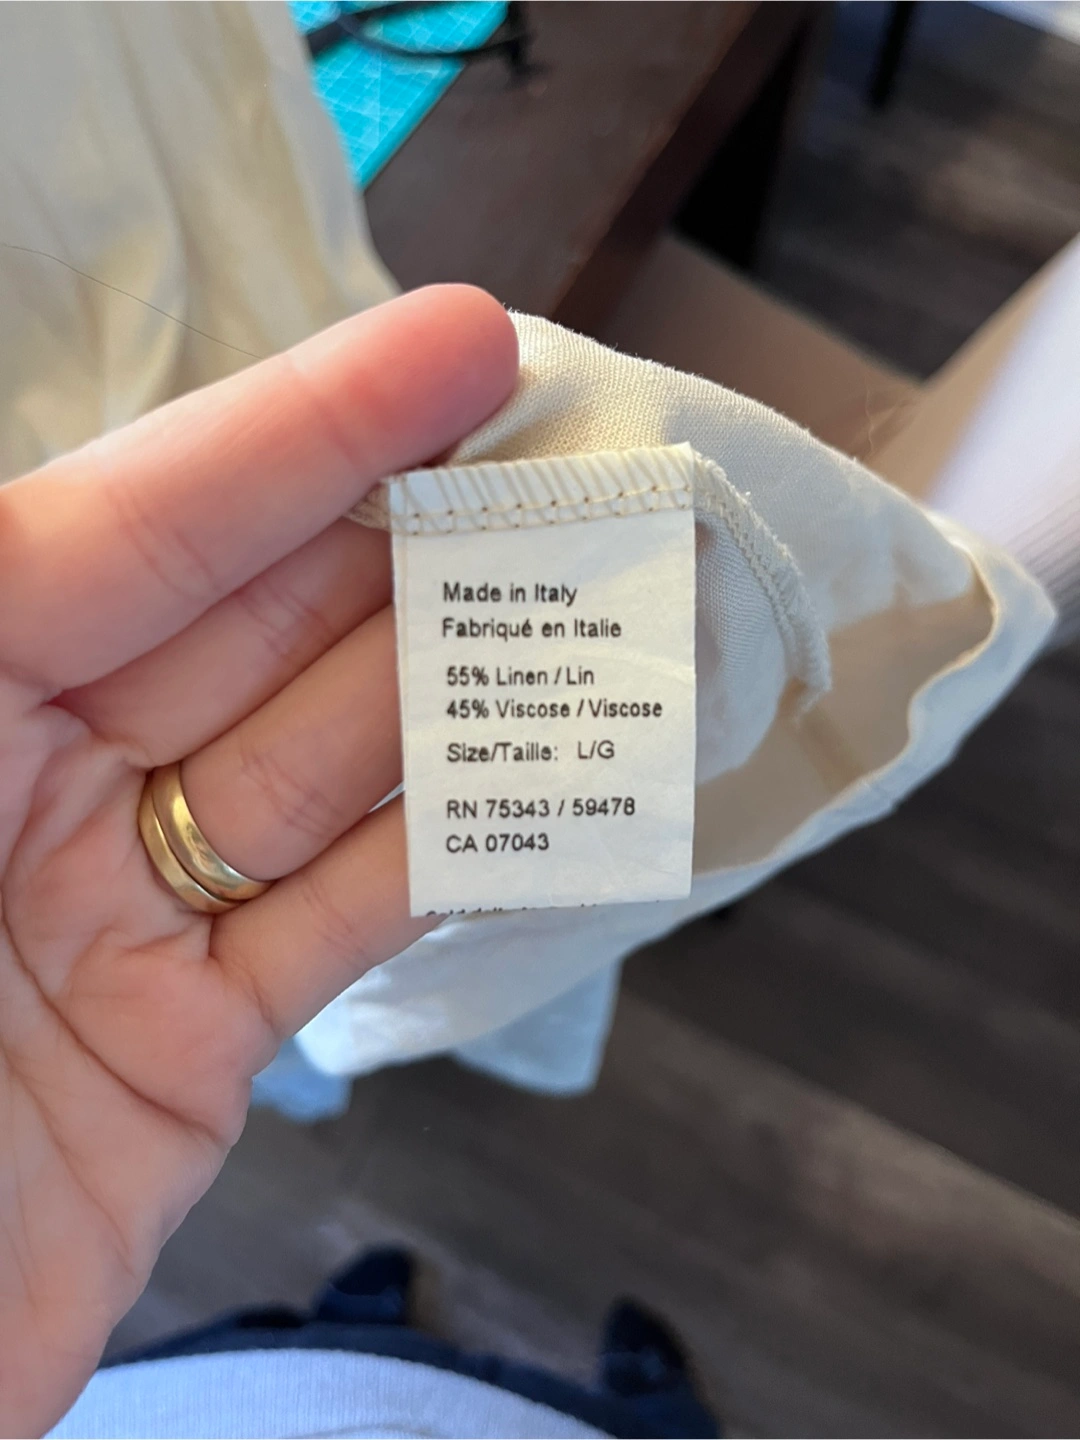 Made in Italy
Fabriqué en Italie
55% Linen / Lin
45% Viscose / Viscose
Size/Taille: L/G
RN 75343 / 59478
CA 07043